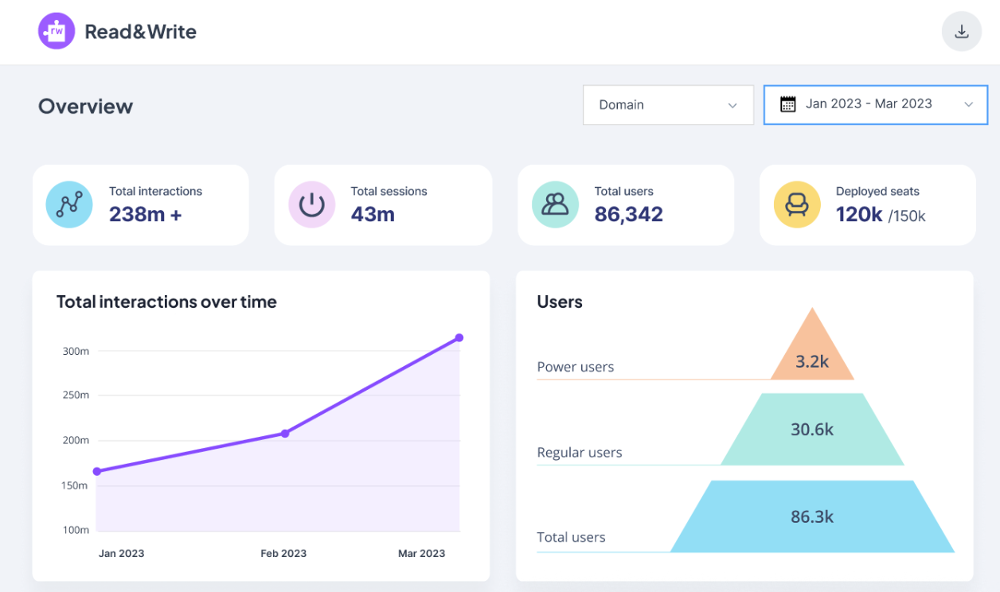 rw
Read&Write
Overview
Domain
Jan 2023 - Mar 2023
Total interactions
238m +
Total sessions
43m
Total users
86,342
Deployed seats
120k /150k
Total interactions over time
300m
250m
200m
150m
100m
Jan 2023 Feb 2023 Mar 2023
Users
Power users
3.2k
Regular users
30.6k
Total users
86.3k